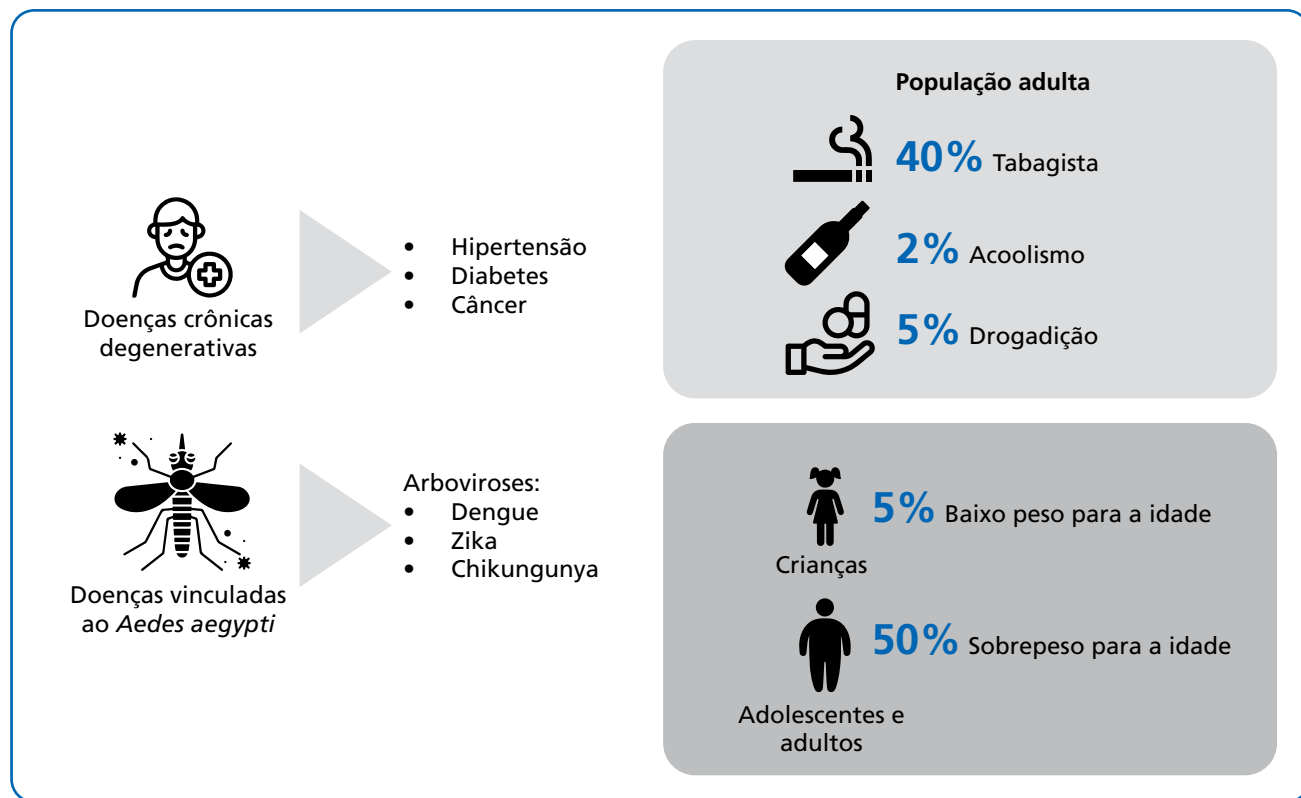 Doenças crônicas
degenerativas
• Hipertensão
• Diabetes
• Câncer
Doenças vinculadas
ao Aedes aegypti
Arboviroses:
• Dengue
• Zika
• Chikungunya
População adulta
40% Tabagista
2% Acoolismo
5% Drogadição
5% Baixo peso para a idade
Crianças
50% Sobrepeso para a idade
Adolescentes e
adultos